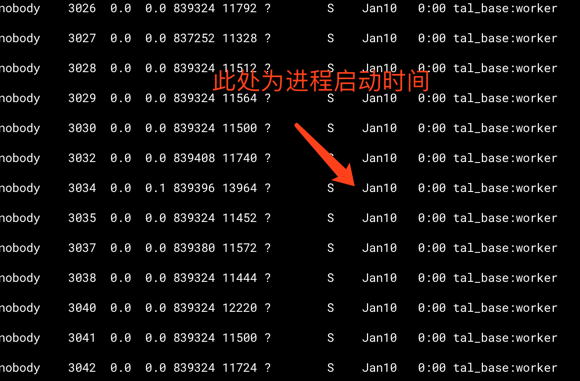 nobody 3026 0.0 0.0 839324 11792 ? S Jan10 0:00 tal_base:worker
nobody 3027 0.0 0.0 837252 11328 ? S Jan10 0:00 tal_base:worker
nobody 3028 0.0 0.0 839324 11512 ? S Jan10 0:00 tal_base:worker
此处为进程启动时间
nobody 3029 0.0 0.0 839324 11564 ? S Jan10 0:00 tal_base:worker
nobody 3030 0.0 0.0 839324 11500 ? S Jan10 0:00 tal_base:worker
nobody 3032 0.0 0.0 839408 11740 ? S Jan10 0:00 tal_base:worker
nobody 3034 0.0 0.1 839396 13964 ? S Jan10 0:00 tal_base:worker
nobody 3035 0.0 0.0 839324 11452 ? S Jan10 0:00 tal_base:worker
nobody 3037 0.0 0.0 839380 11572 ? S Jan10 0:00 tal_base:worker
nobody 3038 0.0 0.0 839324 11444 ? S Jan10 0:00 tal_base:worker
nobody 3040 0.0 0.0 839324 12220 ? S Jan10 0:00 tal_base:worker
nobody 3041 0.0 0.0 839324 11500 ? S Jan10 0:00 tal_base:worker
nobody 3042 0.0 0.0 839324 11724 ? S Jan10 0:00 tal_base:worker